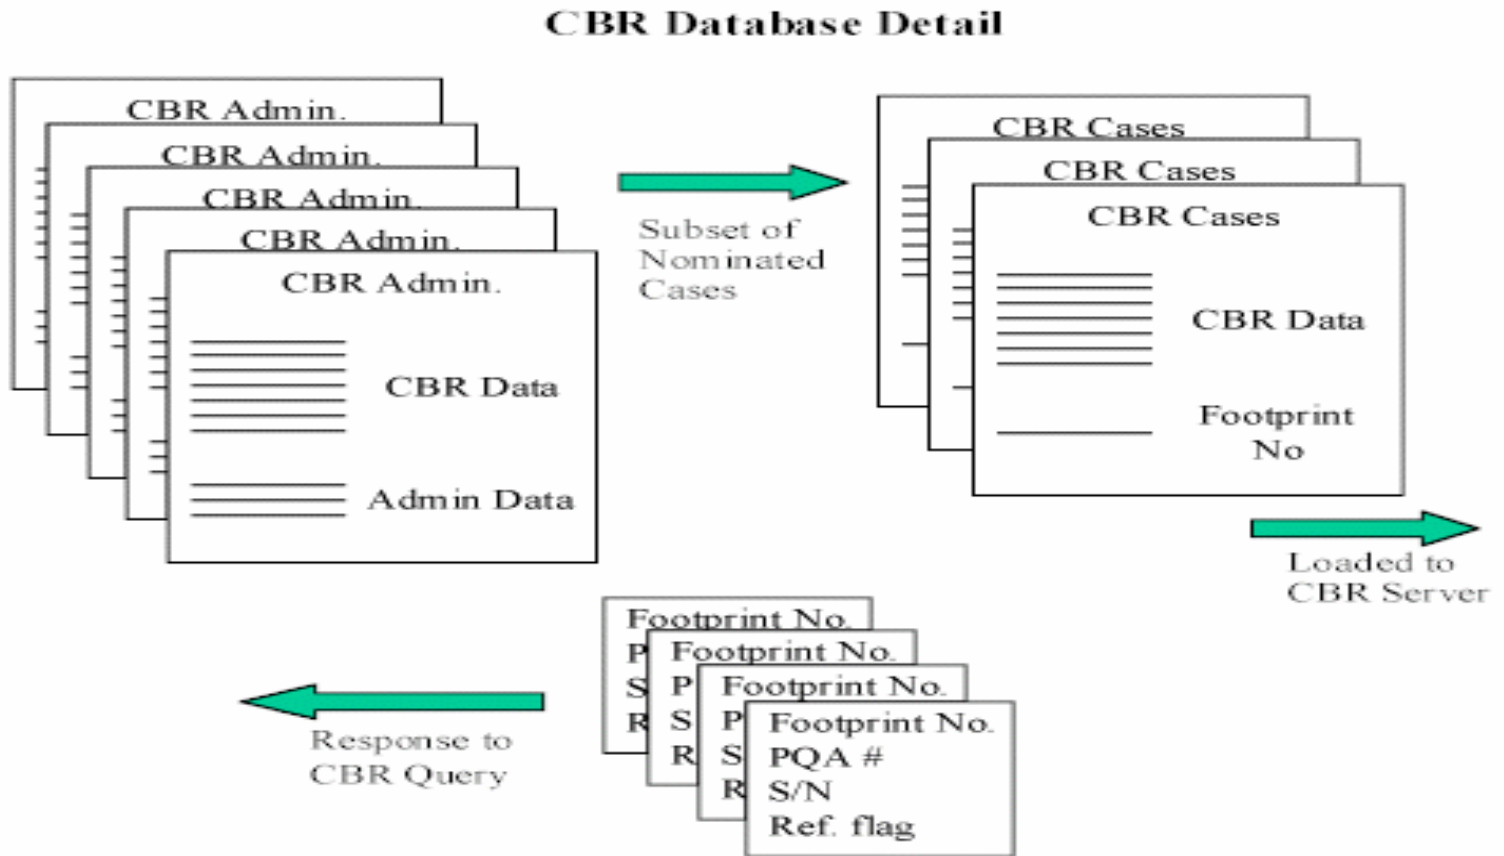 CBR Database Detail
CBR Admin.
CBR Admin.
CBR Admin.
CBR Admin.
CBR Admin.
CBR Data
Admin Data
Subset of
Nominated
Cases
CBR Cases
CBR Cases
CBR Cases
CBR Data
Footprint
No
Loaded to
CBR Server
Response to
CBR Query
Footprint No.
P
S
R
Footprint No.
P
S
R
Footprint No.
P
S
R
Footprint No.
PQA #
S/N
Ref. flag